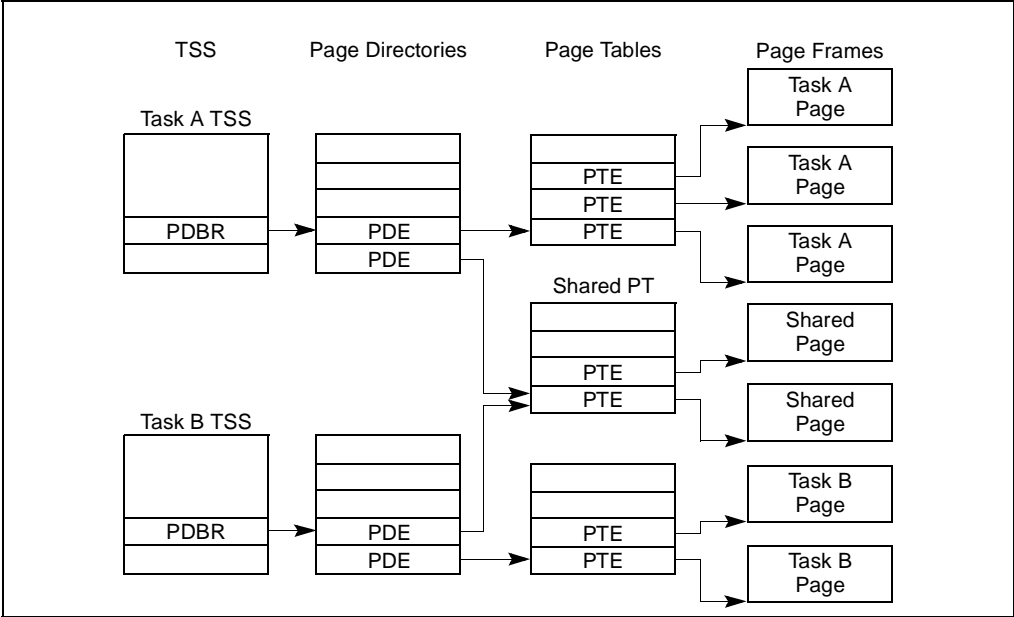 TSS Page Directories Page Tables Page Frames
Task A
Page
Task A TSS
Task A
Page
PTE
PTE
PDBR PDE PTE
Task A
Page
PDE
Shared PT
Shared
Page
PTE
PTE
Shared
Page
Task B TSS
Task B
Page
PDBR PDE PTE
PDE PTE
Task B
Page